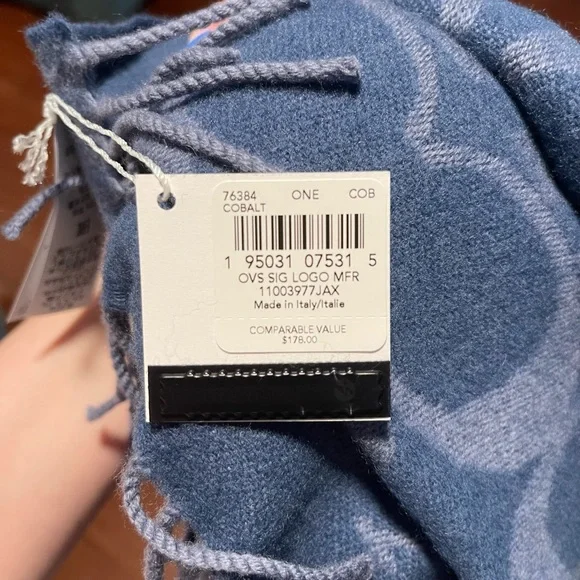 76384 ONE COB
COBALT
1 95031 07531 5
OVS SIG LOGO MFR
11003977JAX
Made in Italy/Italie
COMPARABLE VALUE
$178.00